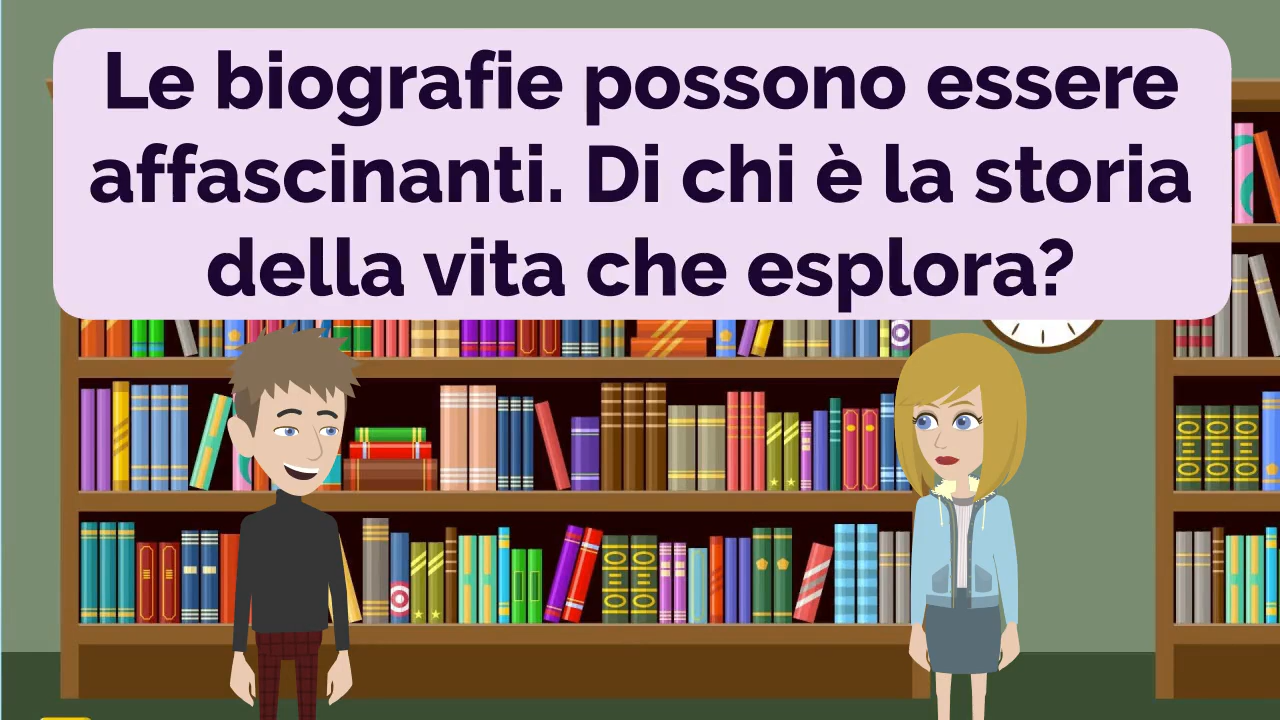 Le biografie possono essere
affascinanti. Di chi è la storia
della vita che esplora?